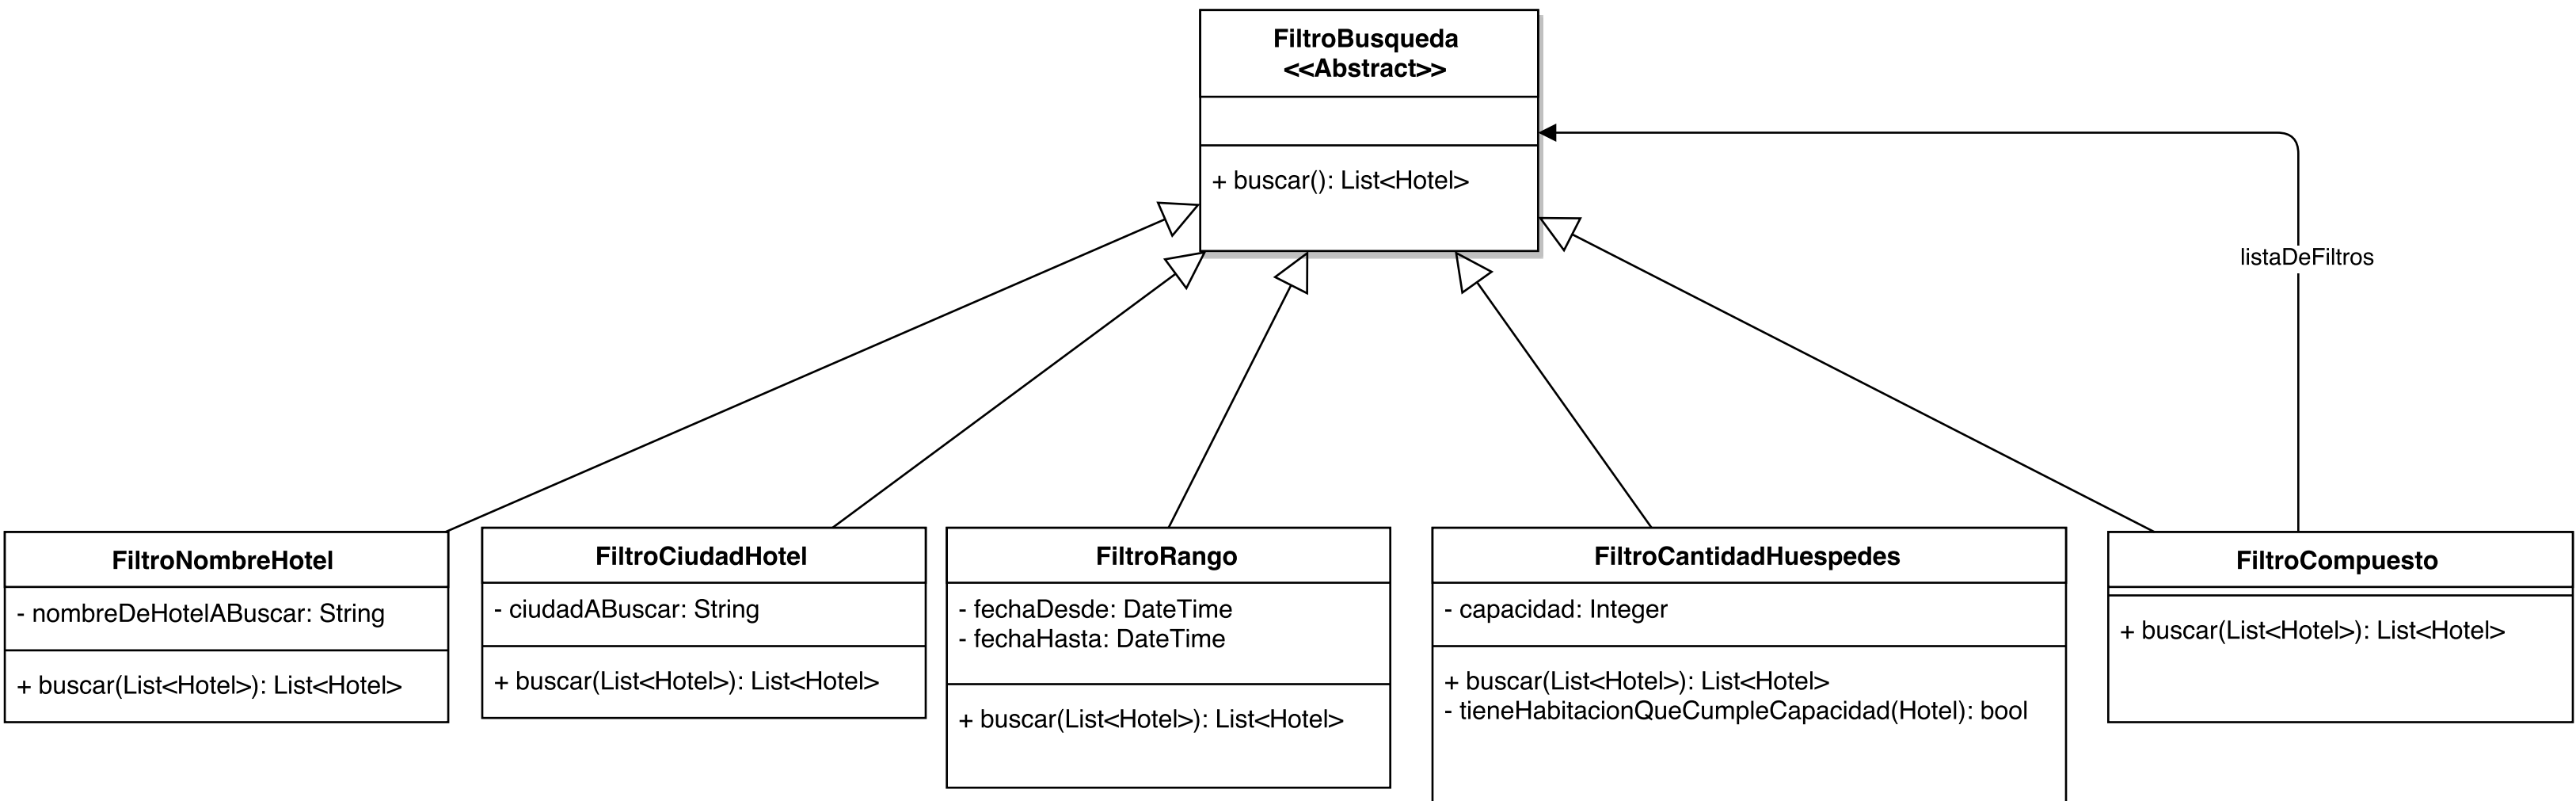 FiltroBusqueda
<<Abstract>>
+ buscar(): List<Hotel>
listaDeFiltros
FiltroNombreHotel
- nombreDeHotelABuscar: String
+ buscar(List<Hotel>): List<Hotel>
FiltroCiudadHotel
- ciudadABuscar: String
+ buscar(List<Hotel>): List<Hotel>
FiltroRango
- fechaDesde: DateTime
- fechaHasta: DateTime
+ buscar(List<Hotel>): List<Hotel>
FiltroCantidadHuespedes
- capacidad: Integer
+ buscar(List<Hotel>): List<Hotel>
- tieneHabitacionQueCumpleCapacidad(Hotel): bool
FiltroCompuesto
+ buscar(List<Hotel>): List<Hotel>